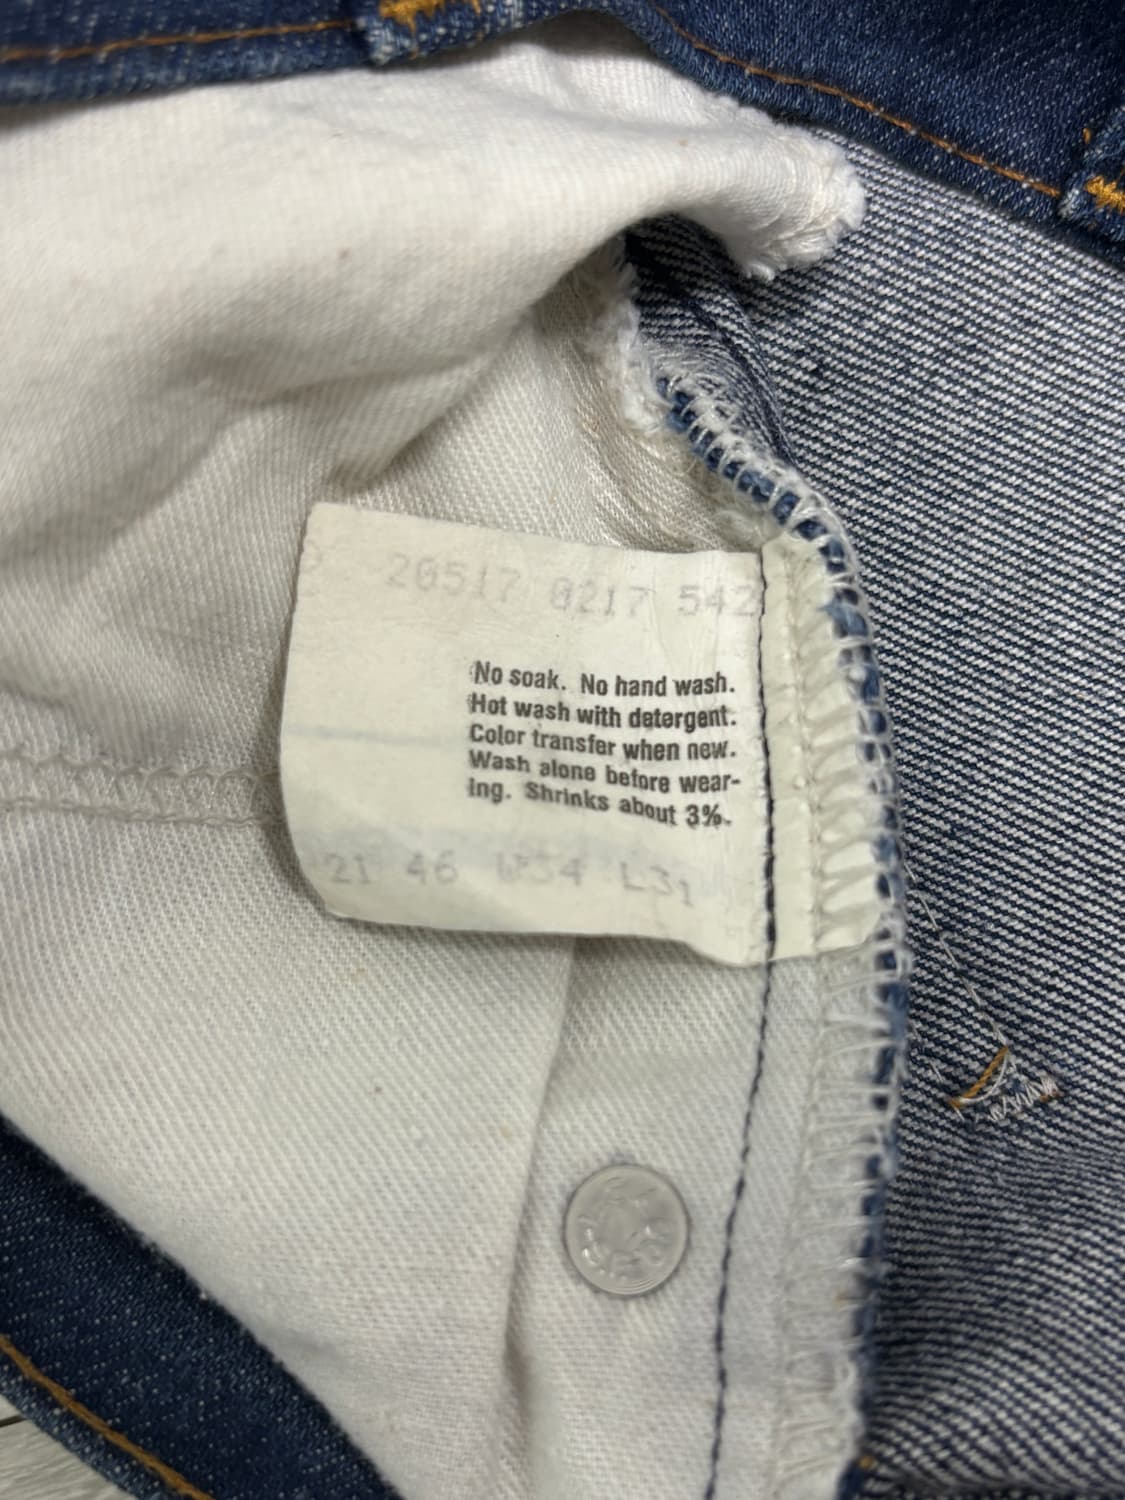 20517 0217 542
No soak. No hand wash.
Hot wash with detergent.
Color transfer when new.
Wash alone before wear-
ing. Shrinks about 3%.
21 46 W34 L31